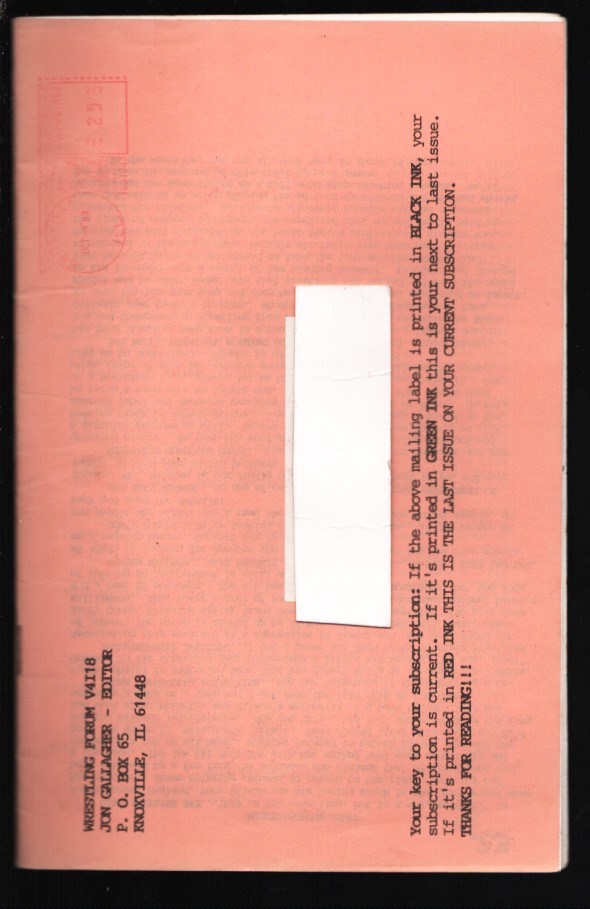 WRESTLING FORUM V4I18
JON GALLAGHER - EDITOR
P. O. BOX 65
KNOXVILLE, IL 61448
.25
ILL
Your key to your subscription: If the above mailing label is printed in BLACK INK, your
subscription is current. If it's printed in GREEN INK this is your next to last issue.
If it's printed in RED INK THIS IS THE LAST ISSUE ON YOUR CURRENT SUBSCRIPTION.
THANKS FOR READING!!!